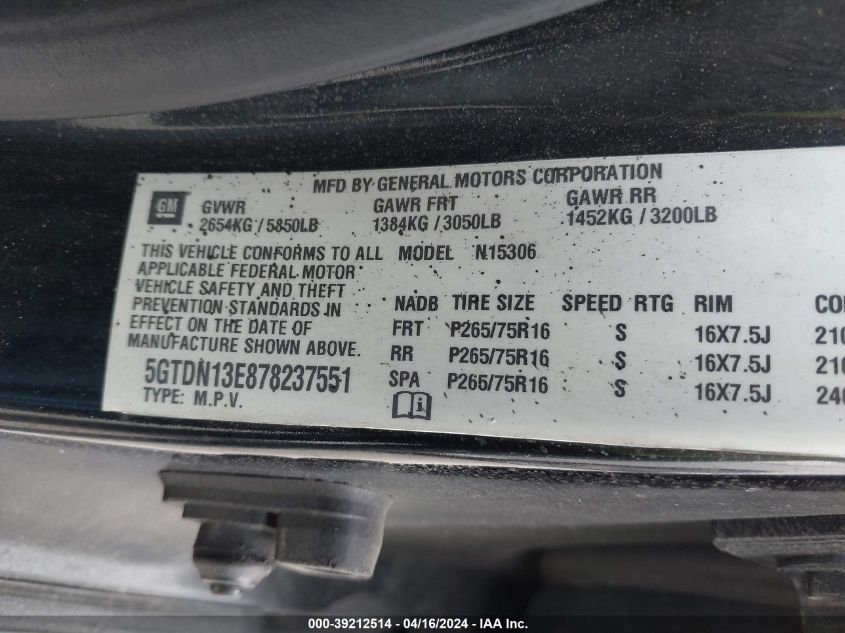 MFD BY GENERAL MOTORS CORPORATION
GM
GVWR GAWR FRT GAWR RR
2654KG / 5850LB 1384KG / 3050LB 1452KG / 3200LB
THIS VEHICLE CONFORMS TO ALL MODEL N15306
APPLICABLE FEDERAL MOTOR
VEHICLE SAFETY AND THEFT
PREVENTION STANDARDS IN NADB TIRE SIZE SPEED RTG RIM
EFFECT ON THE DATE OF FRT P265/75R16 S 16X7.5J 210
MANUFACTURE SHOWN ABOVE. RR P265/75R16 S 16X7.5J 210
5GTDN13E878237551 SPA P265/75R16 S 16X7.5J
TYPE: M.P.V.
000-39212514 - 04/16/2024 - IAA Inc.